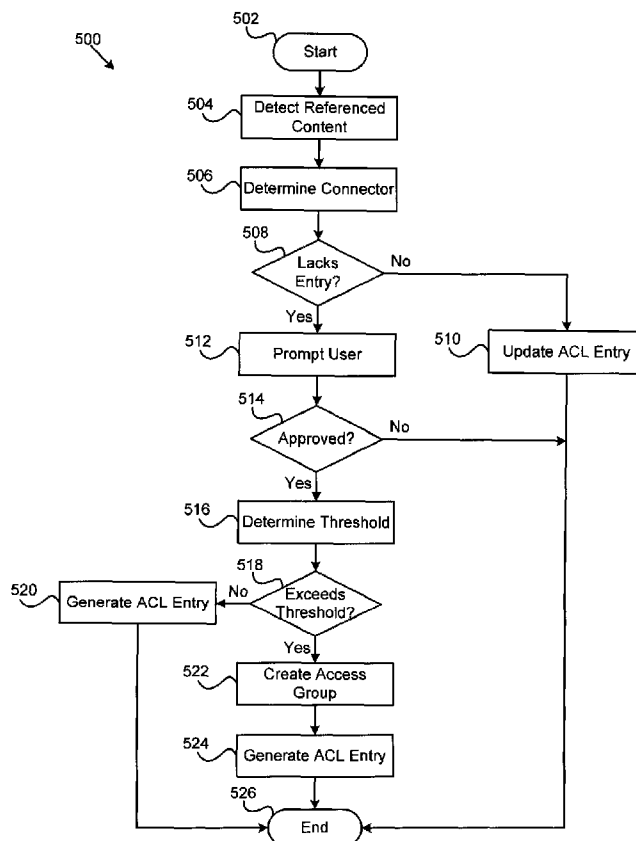 500
502
Start
504
Detect Referenced
Content
506
Determine Connector
508
Lacks
Entry?
No
Yes
512
Prompt User
510
Update ACL Entry
514
Approved?
No
Yes
516
Determine Threshold
518
Exceeds
Threshold?
No
520
Generate ACL Entry
Yes
522
Create Access
Group
524
Generate ACL Entry
526
End